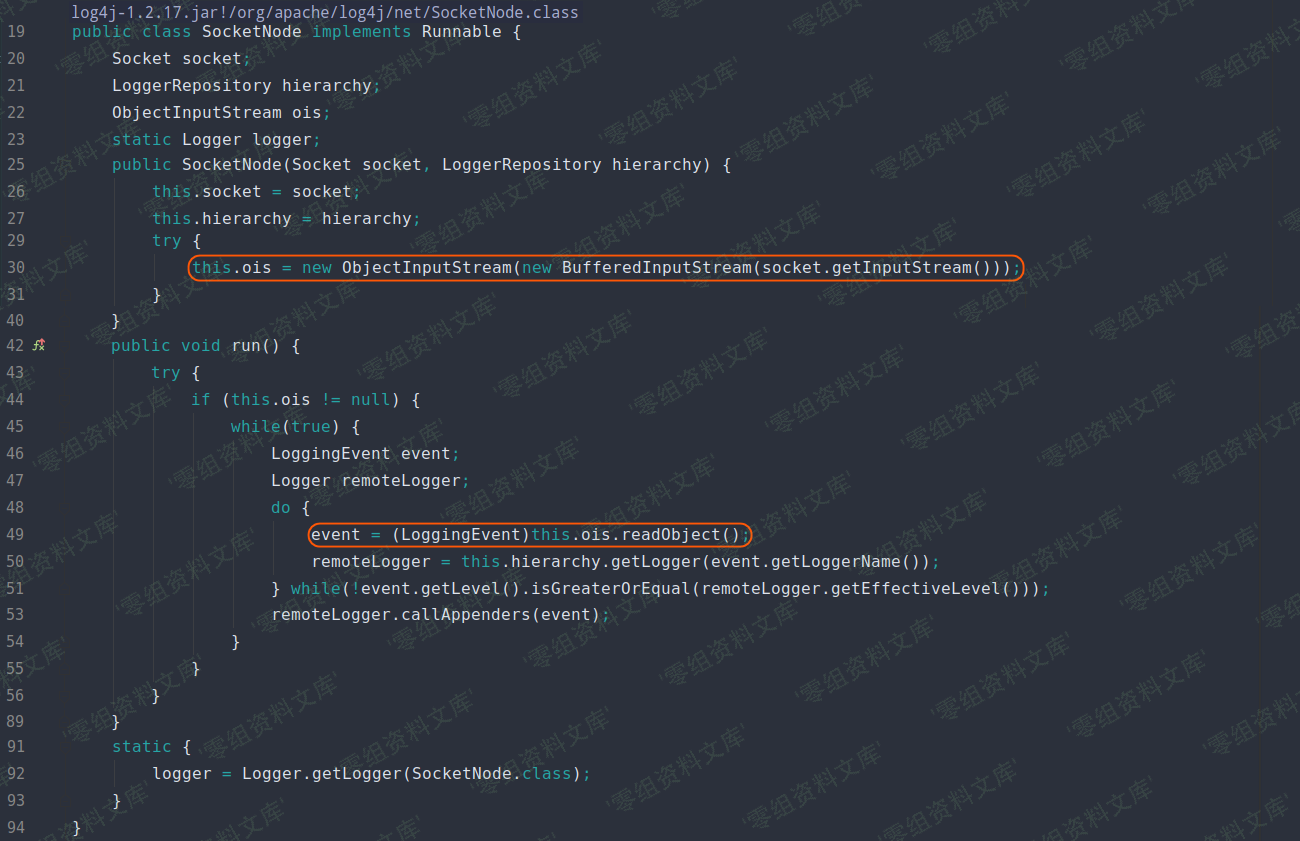 log4j-1.2.17.jar!/org/apache/log4j/net/SocketNode.class
19 public class SocketNode implements Runnable {
20 Socket socket;
21 LoggerRepository hierarchy;
22 ObjectInputStream ois;
23 static Logger logger;
25 public SocketNode(Socket socket, LoggerRepository hierarchy) {
26 this.socket = socket;
27 this.hierarchy = hierarchy;
29 try {
30 this.ois = new ObjectInputStream(new BufferedInputStream(socket.getInputStream()));
31 }
40 }
42 public void run() {
43 try {
44 if (this.ois != null) {
45 while(true) {
46 LoggingEvent event;
47 Logger remoteLogger;
48 do {
49 event = (LoggingEvent)this.ois.readObject();
50 remoteLogger = this.hierarchy.getLogger(event.getLoggerName());
51 } while(!event.getLevel().isGreaterOrEqual(remoteLogger.getEffectiveLevel()));
53 remoteLogger.callAppenders(event);
54 }
55 }
56 }
89 }
91 static {
92 logger = Logger.getLogger(SocketNode.class);
93 }
94 }
'零组资料文库'